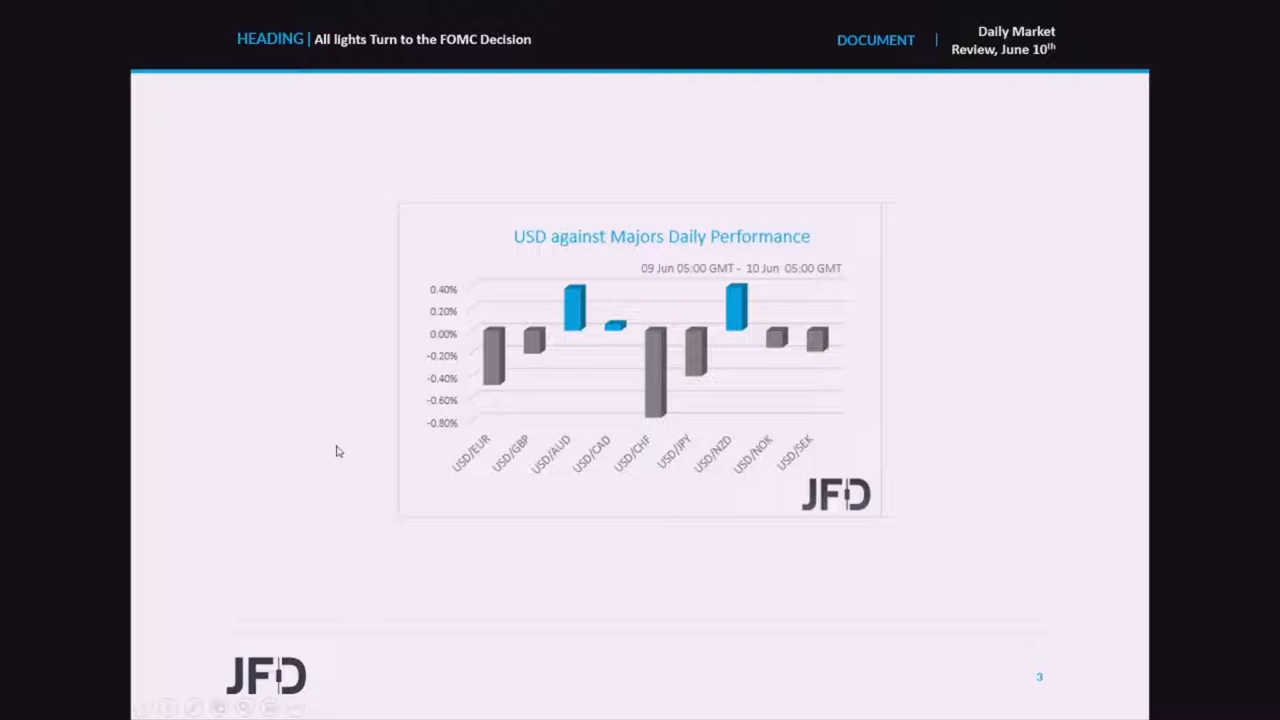 HEADING | All lights Turn to the FOMC Decision
DOCUMENT |
Daily Market
Review, June 10th
USD against Majors Daily Performance
09 Jun 05:00 GMT - 10 Jun 05:00 GMT
0.40%
0.20%
0.00%
-0.20%
-0.40%
-0.60%
-0.80%
USD/EUR
USD/GBP
USD/AUD
USD/CAD
USD/CHF
USD/JPY
USD/NZD
USD/NOK
USD/SEK
JFD
JFD
3